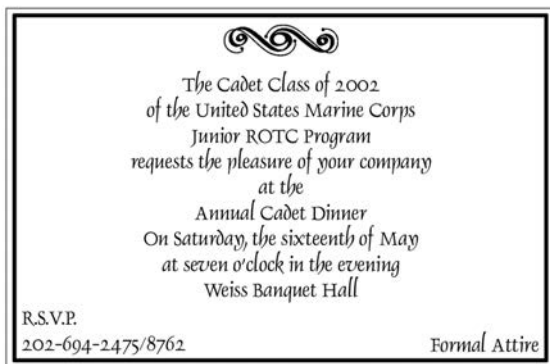 The Cadet Class of 2002
of the United States Marine Corps
Junior ROTC Program
requests the pleasure of your company
at the
Annual Cadet Dinner
On Saturday, the sixteenth of May
at seven o'clock in the evening
Weiss Banquet Hall
R.S.V.P.
202-694-2475/8762 Formal Attire